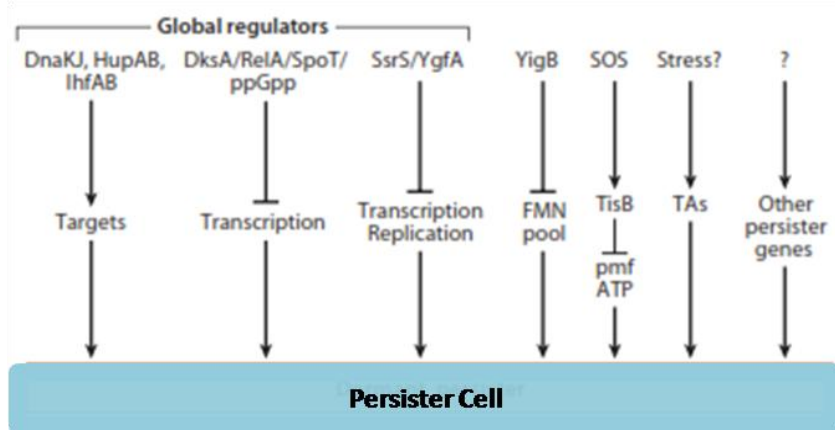 Global regulators
DnaKJ, HupAB,
IhfAB
DksA/RelA/SpoT/
ppGpp
SsrS/YgfA
YigB
SOS
Stress?
?
Targets
Transcription
Transcription
Replication
FMN
pool
TisB
pmf
ATP
TAs
Other
persister
genes
Persister Cell